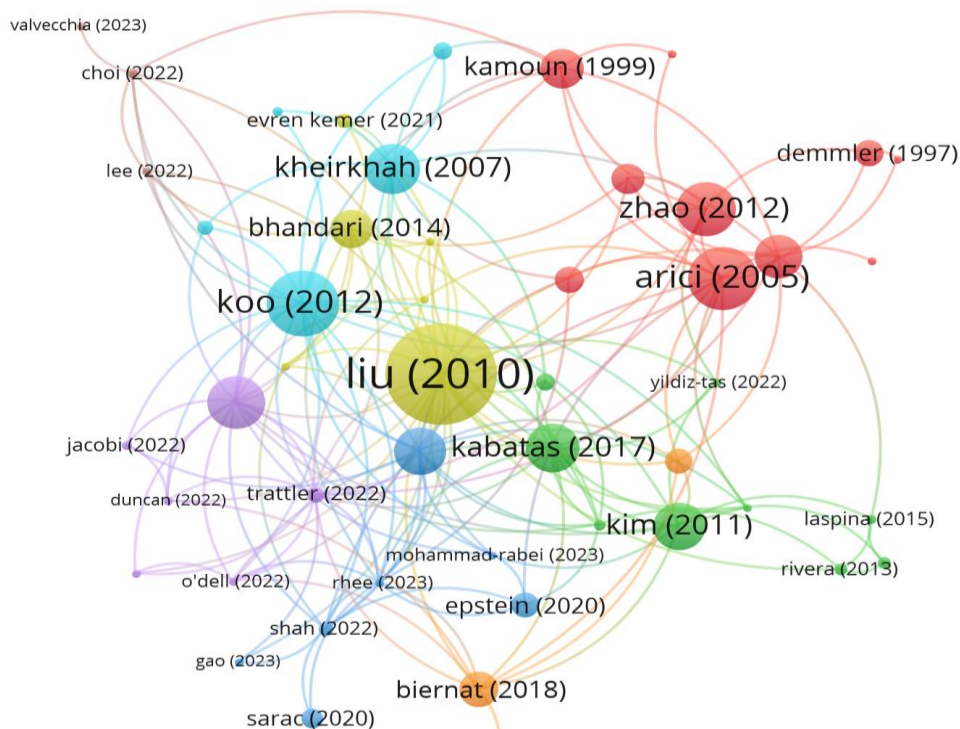 valvecchia (2023)
kamoun (1999)
choi (2022)
evren kemer (2021)
demmler (1997)
kheirkhah (2007)
lee (2022)
zhao (2012)
bhandari (2014)
arici (2005)
koo (2012)
liu (2010)
yildiz-tas (2022)
jacobi (2022)
kabatas (2017)
duncan (2022)
trattler (2022)
kim (2011)
laspina (2015)
mohammad-rabei (2023)
rivera (2013)
o'dell (2022)
rhee (2023)
epstein (2020)
shah (2022)
gao (2023)
biernat (2018)
sarac (2020)